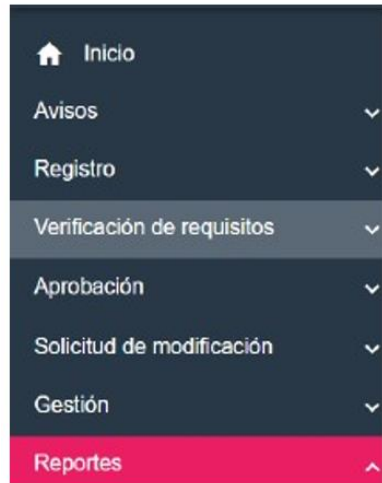 Inicio
Avisos
Registro
Verificación de requisitos
Aprobación
Solicitud de modificación
Gestión
Reportes